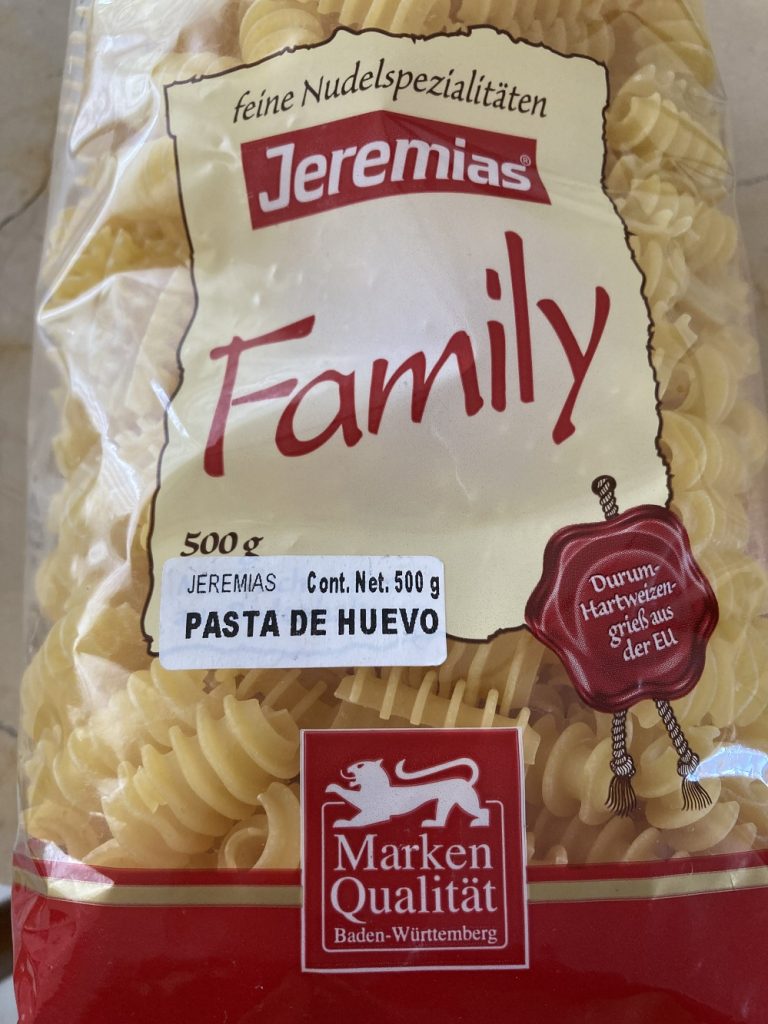 feine Nudelspezialitäten
Jeremias®
Family
500 g
JEREMIAS Cont. Net. 500 g
PASTA DE HUEVO
Durum-
Hartweizen-
grieß aus
der EU
Marken
Qualität
Baden-Württemberg